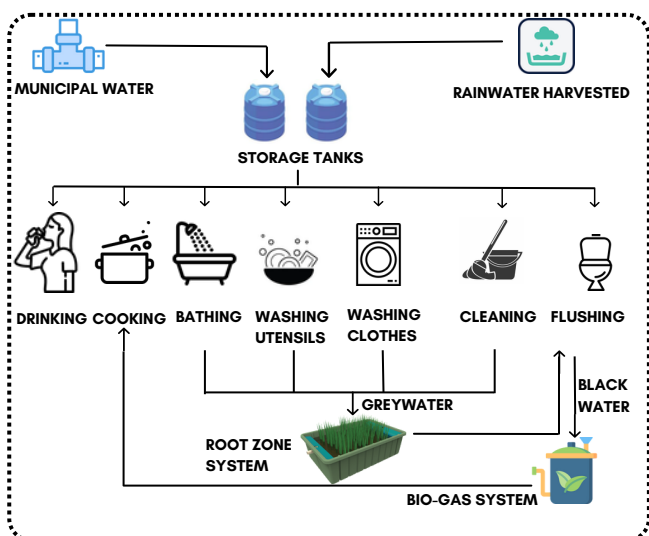 MUNICIPAL WATER
RAINWATER HARVESTED
STORAGE TANKS
DRINKING
COOKING
BATHING
WASHING
UTENSILS
WASHING
CLOTHES
CLEANING
FLUSHING
GREYWATER
BLACK
WATER
ROOT ZONE
SYSTEM
BIO-GAS SYSTEM